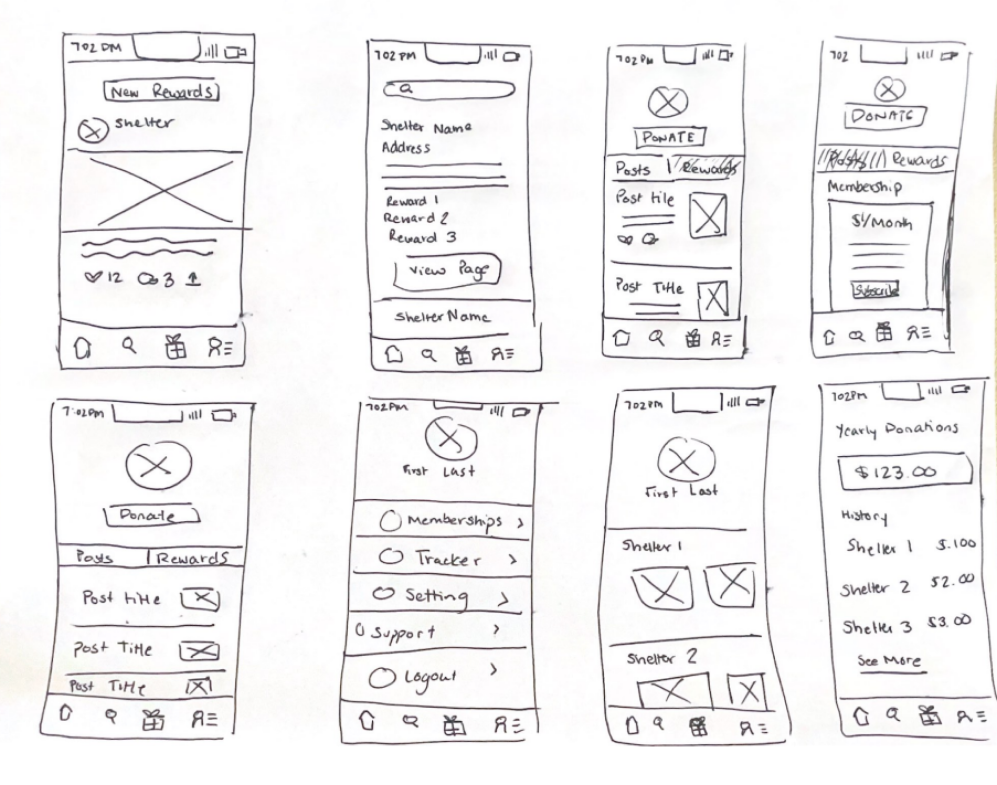 702 PM
New Rewards
Shelter
12 3
702 PM
Shelter Name
Address
Reward 1
Reward 2
Reward 3
View Page
Shelter Name
702 PM
DONATE
Posts Rewards
Post title
Post Title
702
DONATE
Posts Rewards
Membership
$1/Month
Subscribe
7:02pm
Donate
Posts Rewards
Post title
Post Title
Post Title
702PM
First Last
Memberships >
Tracker >
Setting >
Support >
Logout >
702PM
First Last
Shelter 1
Shelter 2
702PM
Yearly Donations
$123.00
History
Shelter 1 $.100
Shelter 2 $2.00
Shelter 3 $3.00
See More